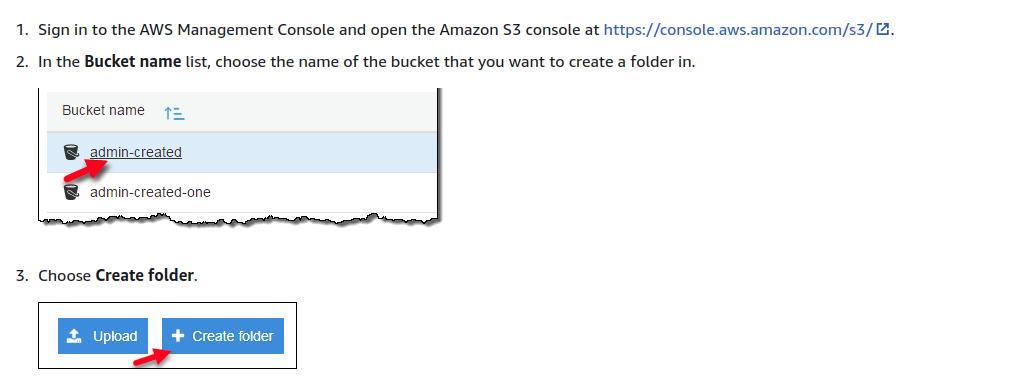 1. Sign in to the AWS Management Console and open the Amazon S3 console at https://console.aws.amazon.com/s3/.
2. In the Bucket name list, choose the name of the bucket that you want to create a folder in.
Bucket name
admin-created
admin-created-one
3. Choose Create folder.
Upload + Create folder